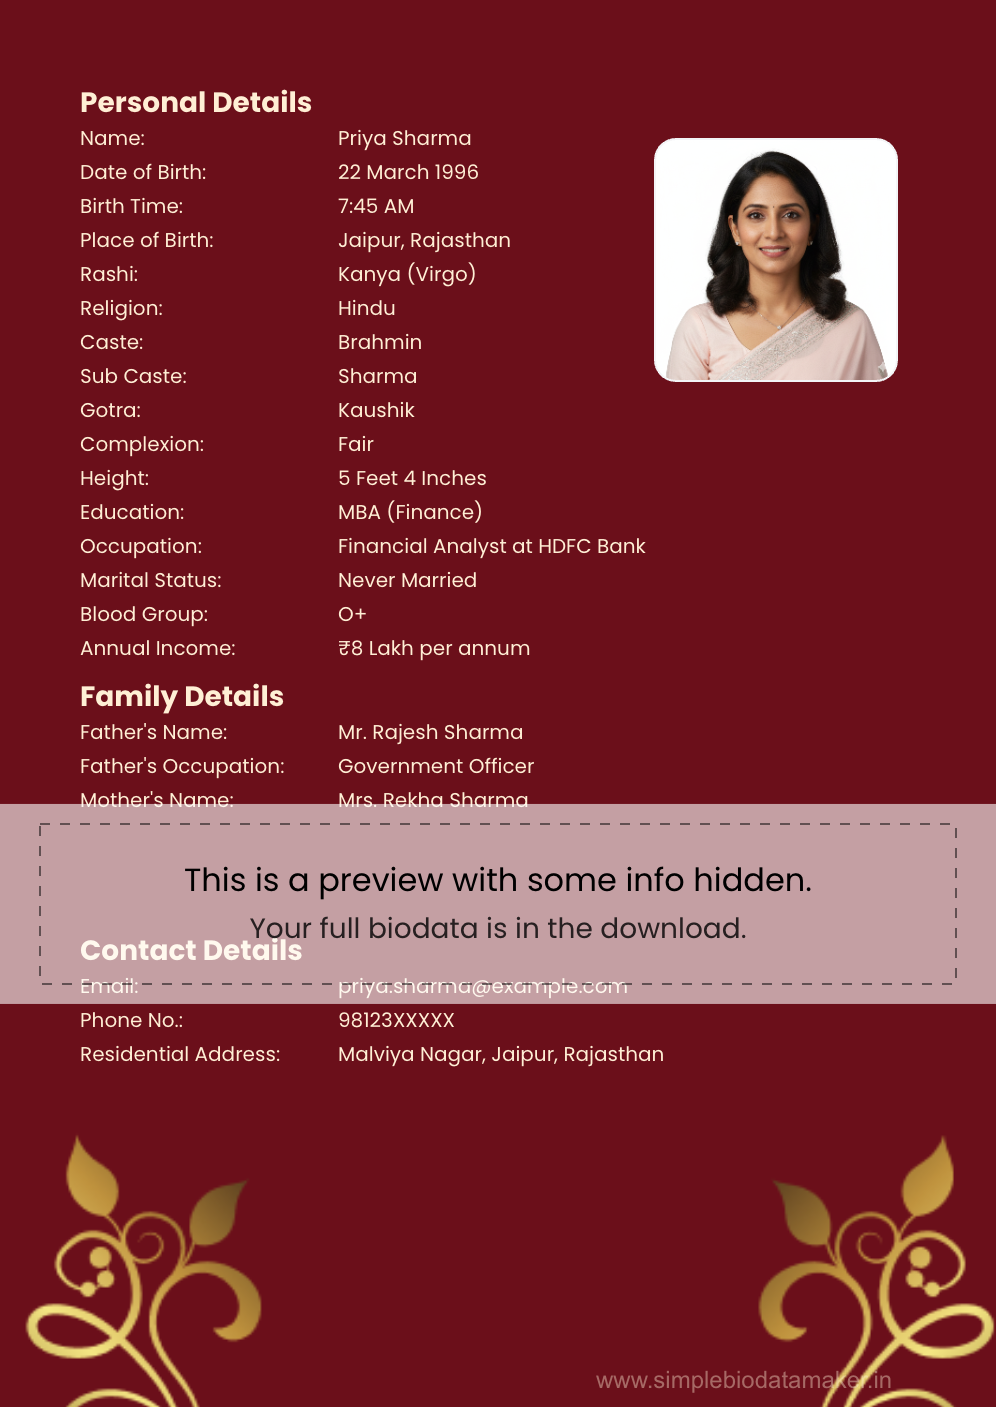 Personal Details
Name: Priya Sharma
Date of Birth: 22 March 1996
Birth Time: 7:45 AM
Place of Birth: Jaipur, Rajasthan
Rashi: Kanya (Virgo)
Religion: Hindu
Caste: Brahmin
Sub Caste: Sharma
Gotra: Kaushik
Complexion: Fair
Height: 5 Feet 4 Inches
Education: MBA (Finance)
Occupation: Financial Analyst at HDFC Bank
Marital Status: Never Married
Blood Group: O+
Annual Income: ₹8 Lakh per annum
Family Details
Father's Name: Mr. Rajesh Sharma
Father's Occupation: Government Officer
Mother's Name: Mrs. Rekha Sharma
This is a preview with some info hidden.
Your full biodata is in the download.
Contact Details
Email: priya.sharma@example.com
Phone No.: 98123XXXXX
Residential Address: Malviya Nagar, Jaipur, Rajasthan
www.simplebiodatamaker.in